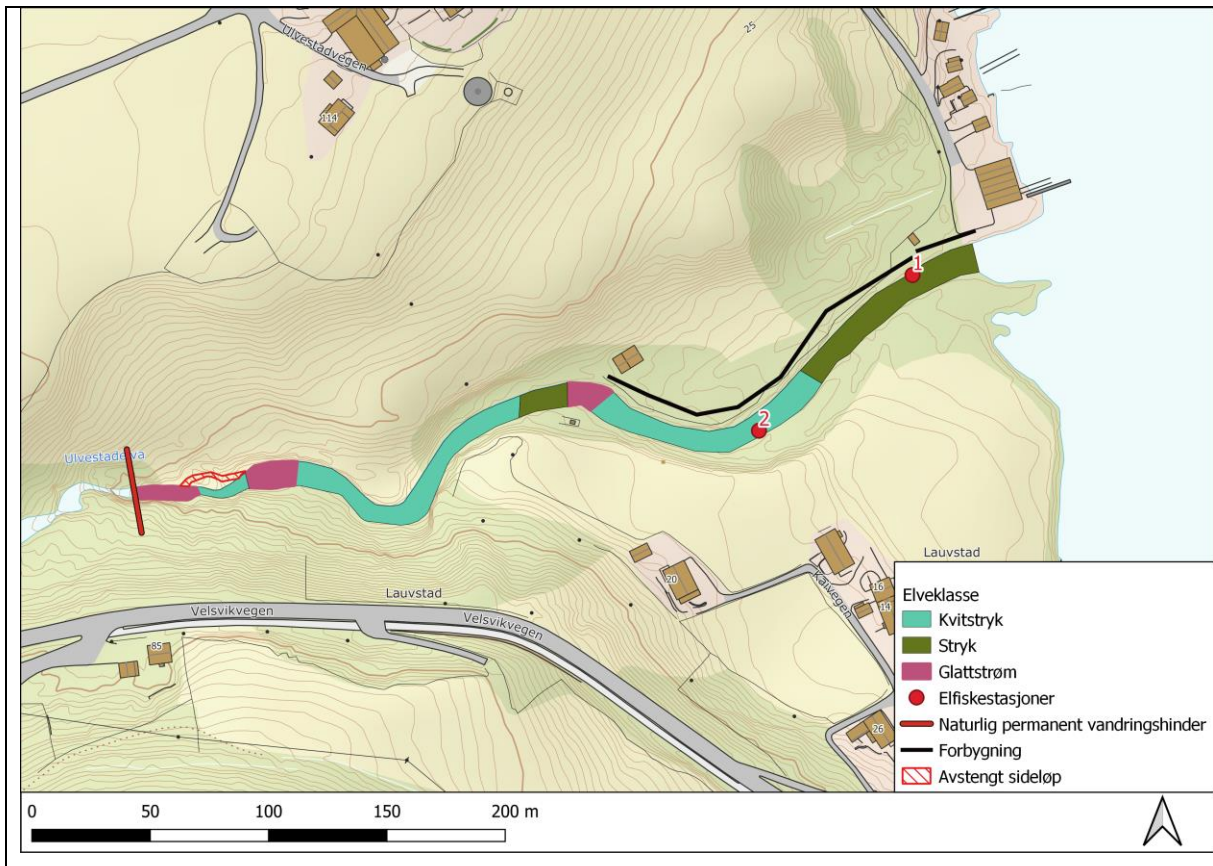 Ulvestadvegen
25
114
1
2
Ulvestadelva
20
Lauvstad
Kaivegen
16
14
Lauvstad
Velsvikvegen
Velsvikvegen
85
26
Elveklasse
Kvitstryk
Stryk
Glattstrøm
Elfiskestasjoner
Naturlig permanent vandringshinder
Forbygning
Avstengt sideløp
0 50 100 150 200 m